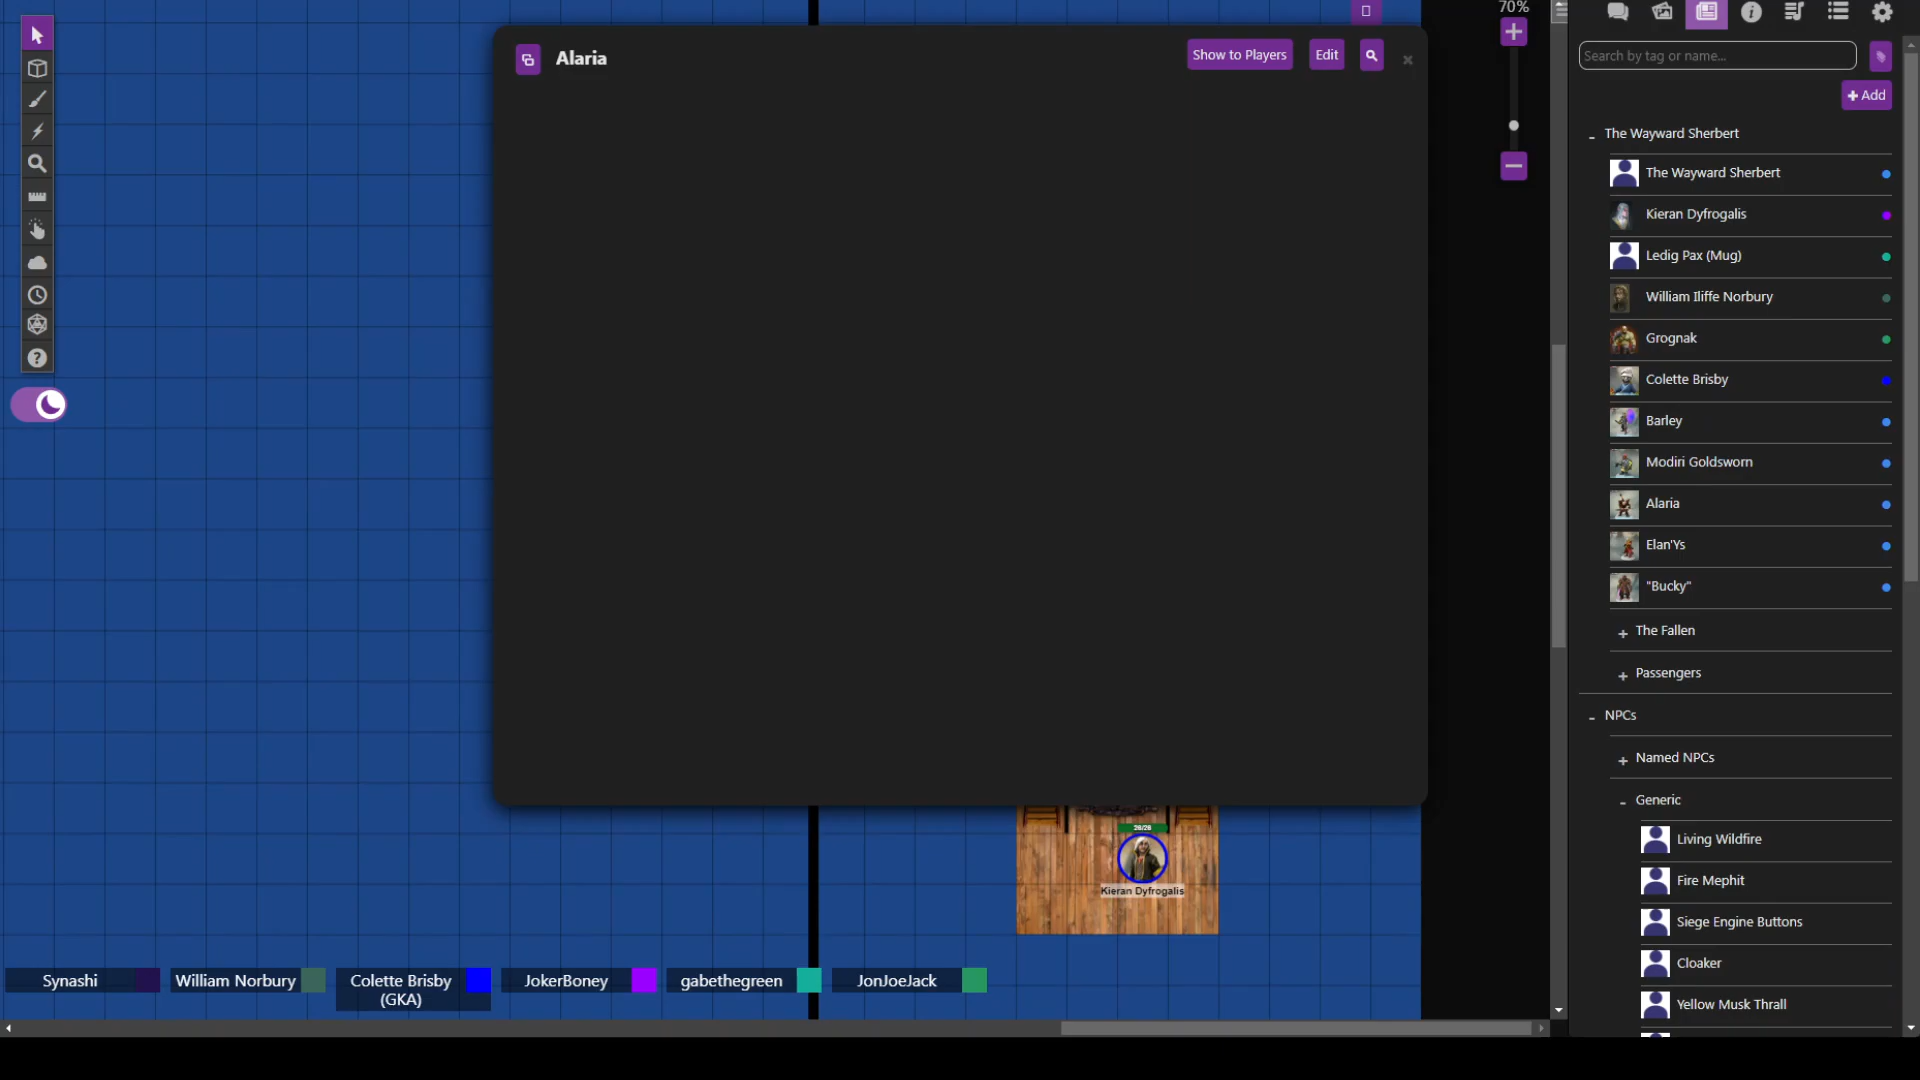 70%
Alaria
Show to Players
Edit
Search by tag or name...
Add
The Wayward Sherbert
The Wayward Sherbert
Kieran Dyfrogalis
Ledig Pax (Mug)
William Iliffe Norbury
Grognak
Colette Brisby
Barley
Modiri Goldsworn
Alaria
Elan'Ys
"Bucky"
The Fallen
Passengers
NPCs
Named NPCs
Generic
Living Wildfire
Fire Mephit
Siege Engine Buttons
Cloaker
Yellow Musk Thrall
Kieran Dyfrogalis
Synashi
William Norbury
Colette Brisby
(GKA)
JokerBoney
gabethegreen
JonJoeJack